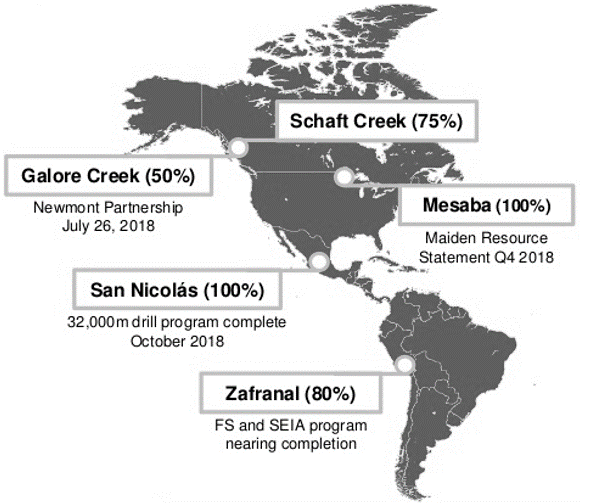 Schaft Creek (75%)
Galore Creek (50%)
Newmont Partnership
July 26, 2018
Mesaba (100%)
Maiden Resource
Statement Q4 2018
San Nicolás (100%)
32,000m drill program complete
October 2018
Zafranal (80%)
FS and SEIA program
nearing completion